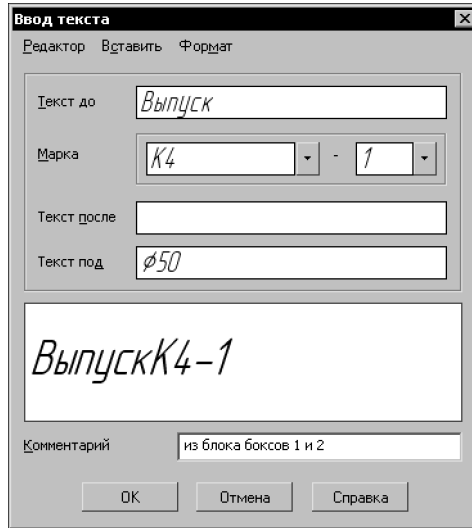 Ввод текста
Редактор Вставить Формат
Текст до Выпуск
Марка К4 - 1
Текст после
Текст под ⌀50
ВыпускК4-1
Комментарий из блока боксов 1 и 2
ОК Отмена Справка